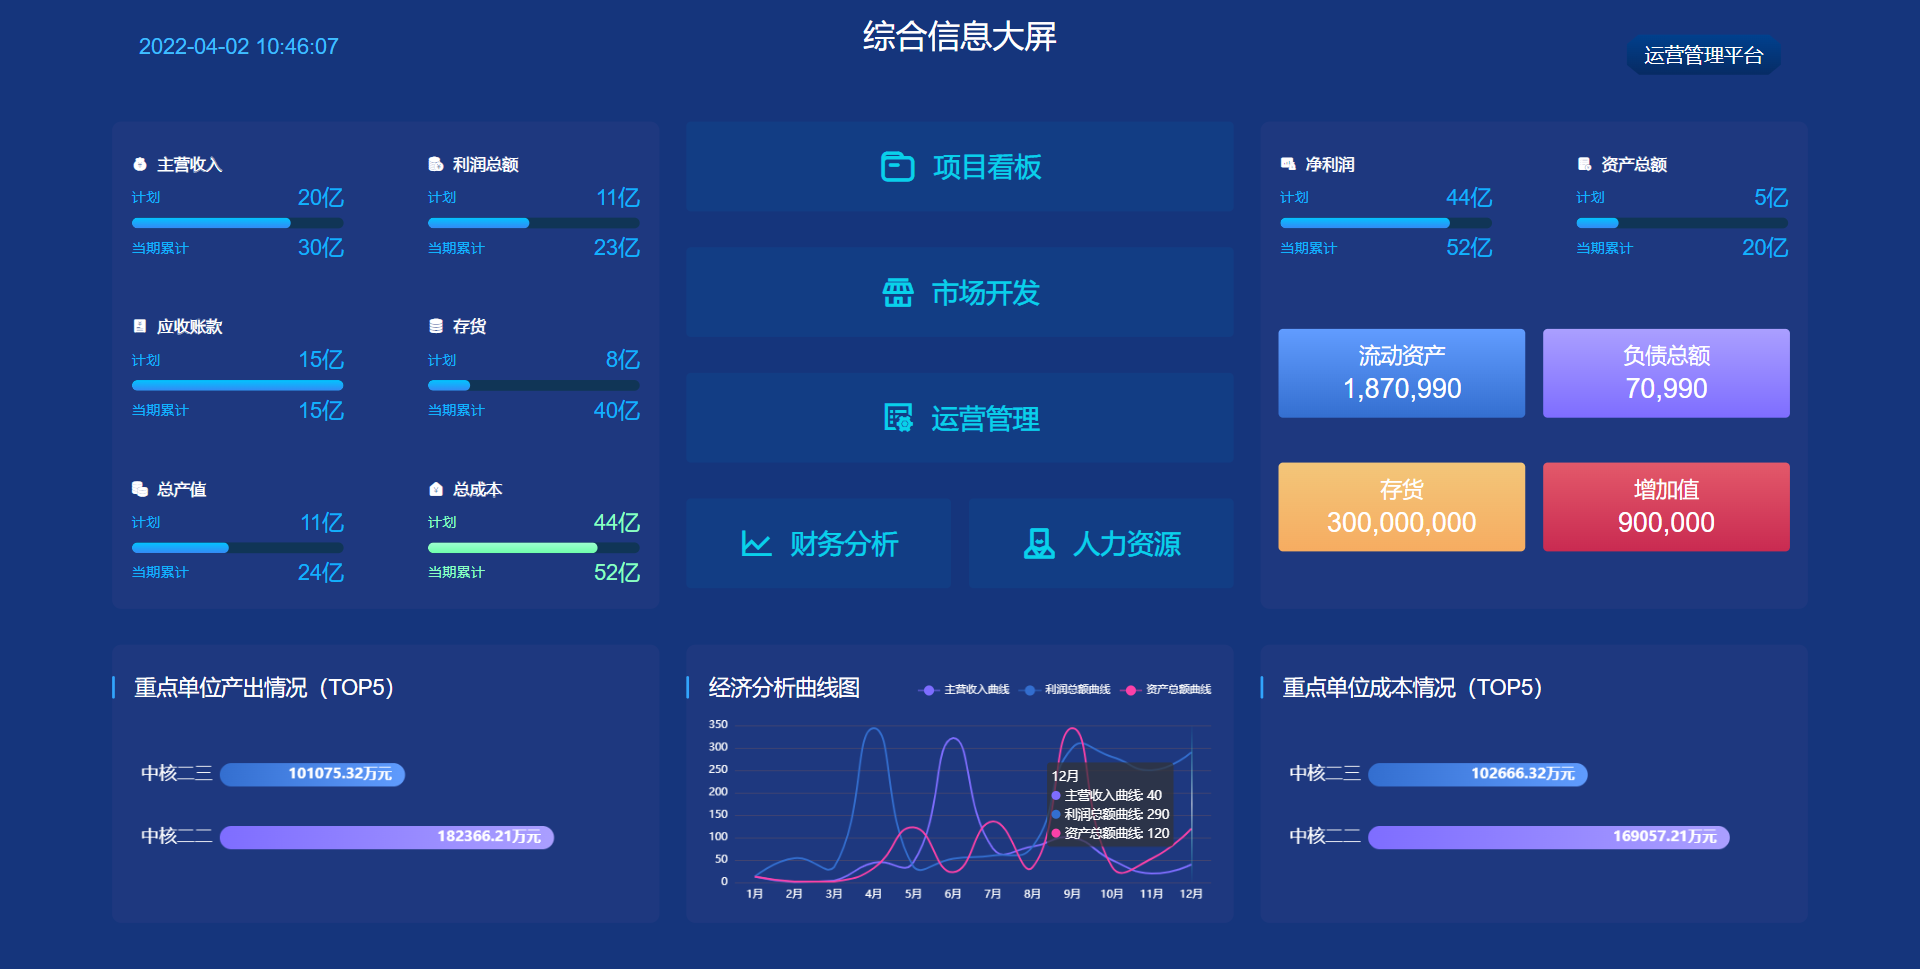 2022-04-02 10:46:07
综合信息大屏
运营管理平台
主营收入
计划 20亿
当期累计 30亿
利润总额
计划 11亿
当期累计 23亿
应收账款
计划 15亿
当期累计 15亿
存货
计划 8亿
当期累计 40亿
总产值
计划 11亿
当期累计 24亿
总成本
计划 44亿
当期累计 52亿
项目看板
市场开发
运营管理
财务分析
人力资源
净利润
计划 44亿
当期累计 52亿
资产总额
计划 5亿
当期累计 20亿
流动资产
1,870,990
负债总额
70,990
存货
300,000,000
增加值
900,000
重点单位产出情况（TOP5）
中核二三 101075.32万元
中核二二 182366.21万元
经济分析曲线图
主营收入曲线 利润总额曲线 资产总额曲线
350
300
250
200
150
100
50
0
1月 2月 3月 4月 5月 6月 7月 8月 9月 10月 11月 12月
12月
主营收入曲线: 40
利润总额曲线: 290
资产总额曲线: 120
重点单位成本情况（TOP5）
中核二三 102666.32万元
中核二二 169057.21万元